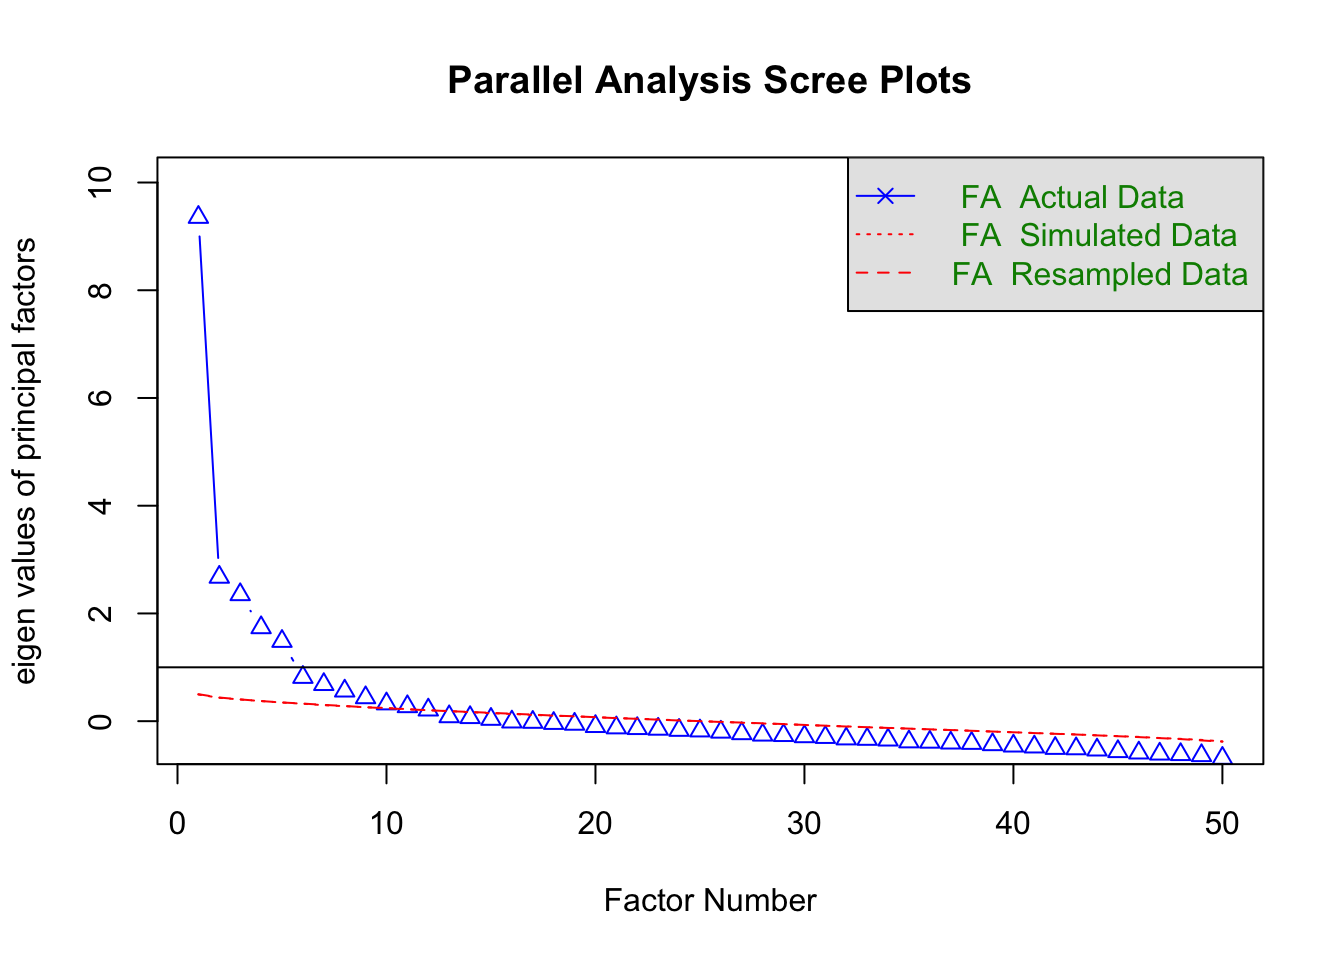 Parallel Analysis Scree Plots
FA Actual Data
FA Simulated Data
FA Resampled Data
eigen values of principal factors
10
8
6
4
2
0
0 10 20 30 40 50
Factor Number